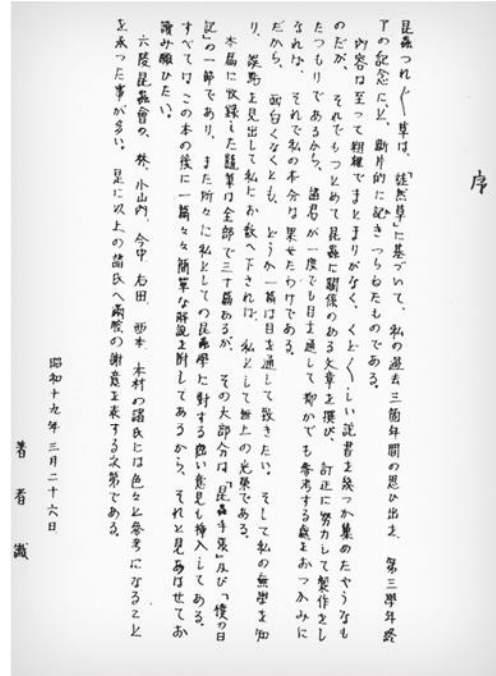 序
昆蟲つれ〴〵草は、「徒然草」に基づいて、私の過去三箇年間の思ひ出を、第三學年終
了の記念にと、斷片的に記きつらねたものである。
内容は至って粗雜でまとまりがなく、くど〳〵しい説書を幾つか集めたやうなも
のだが、それでもつとめて昆蟲に關係のある文章を撰び、訂正に努力して製作をし
たつもりであるから、諸君が一度でも目を通して聊かでも参考する處をおつかみに
なれば、それで私の本分は果せたわけである。
だから、面白くなくとも、どうか一篇は目を通して致きたい。そして私の無學を知
り、誤點を見出して私にお敎へ下されば、私として無上の光榮である。
本篇に收録した隨筆は全部で三十篇あるが、その大部分は「昆蟲手張」及び「僕の日
記」の一節であり、また所々に私としての昆蟲學に對する淡い意見も挿入してある。
すべてはこの本の後に一篇々々簡單な解説を附してあるから、それと見あはせてお
讀み願ひたい。
六陵昆蟲會の、林、小山内、今中、右田、西本、木村の諸氏には色々と參考になること
を承った事が多い。是に以上の諸氏へ滿腔の謝意を表する次第である。
昭和十九年三月二十六日
著者識